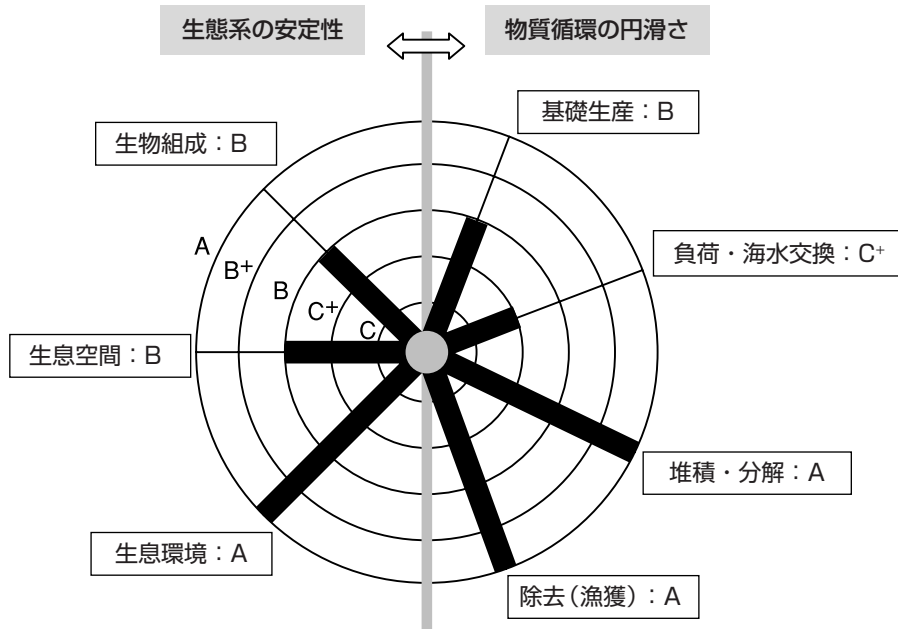 生態系の安定性
物質循環の円滑さ
基礎生産：B
生物組成：B
負荷・海水交換：C⁺
A
B⁺
B
C⁺
C
生息空間：B
堆積・分解：A
生息環境：A
除去（漁獲）：A